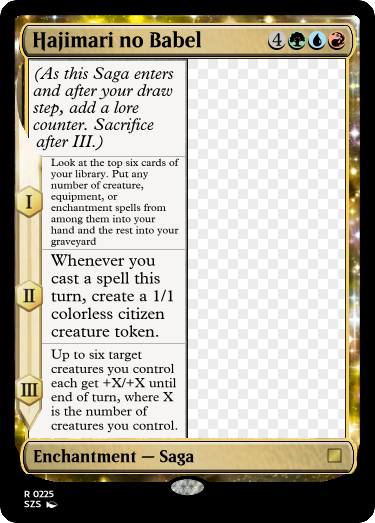 Hajimari no Babel 4
(As this Saga enters
and after your draw
step, add a lore
counter. Sacrifice
after III.)
I
Look at the top six cards of
your library. Put any
number of creature,
equipment, or
enchantment spells from
among them into your
hand and the rest into your
graveyard
II
Whenever you
cast a spell this
turn, create a 1/1
colorless citizen
creature token.
III
Up to six target
creatures you control
each get +X/+X until
end of turn, where X
is the number of
creatures you control.
Enchantment — Saga
R 0225
SZS